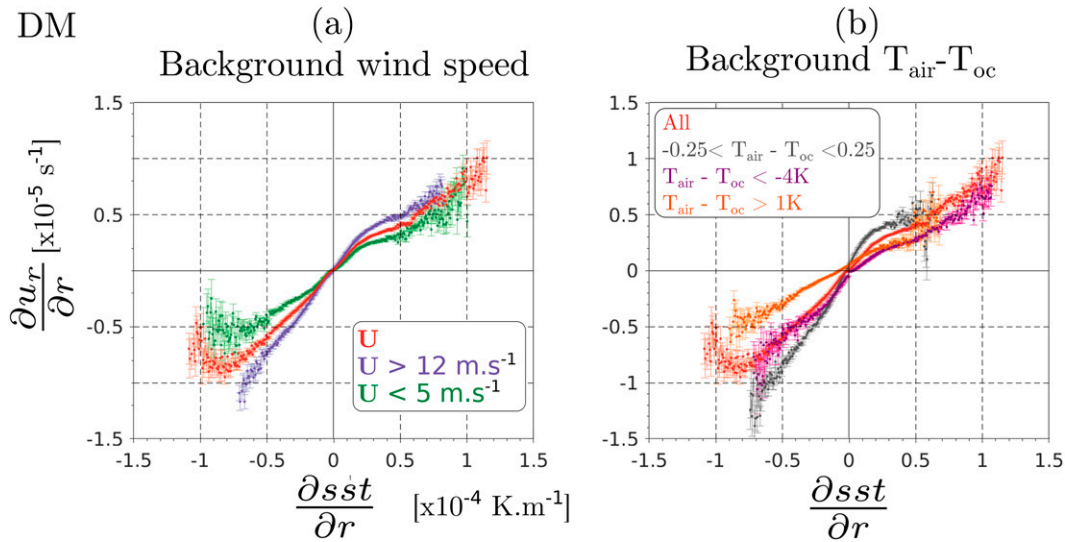 DM
(a)
Background wind speed
(b)
Background T_air-T_oc
∂u_r/∂r [x10^-5 s^-1]
1.5
1
0.5
0
-0.5
-1
-1.5
-1.5 -1 -0.5 0 0.5 1 1.5
U
U > 12 m.s^-1
U < 5 m.s^-1
∂sst/∂r [x10^-4 K.m^-1]
1.5
1
0.5
0
-0.5
-1
-1.5
-1.5 -1 -0.5 0 0.5 1 1.5
All
-0.25< T_air - T_oc <0.25
T_air - T_oc < -4K
T_air - T_oc > 1K
∂sst/∂r